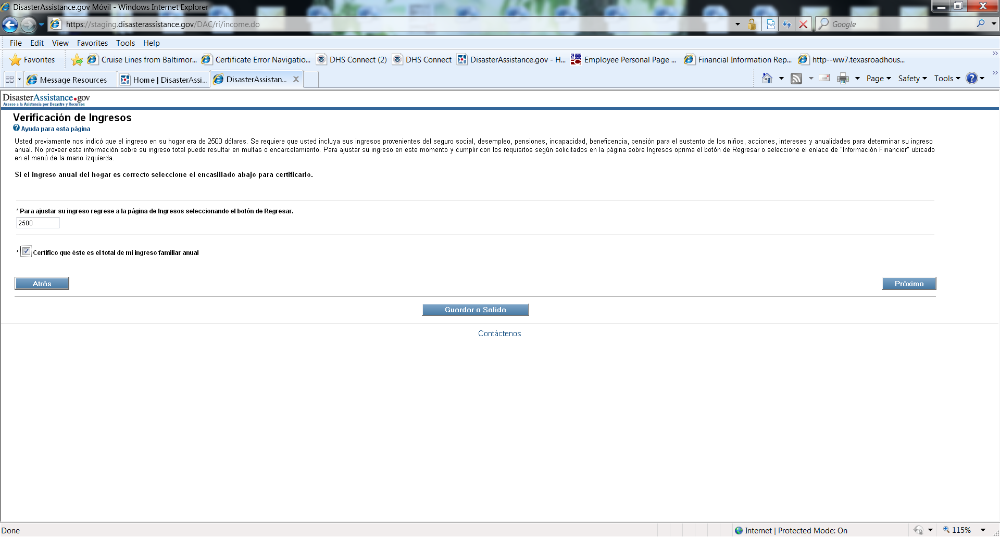 DisasterAssistance.gov Móvil - Windows Internet Explorer
https://staging.disasterassistance.gov/DAC/ri/income.do
Google
File Edit View Favorites Tools Help
Favorites Cruise Lines from Baltimor... Certificate Error Navigatio... DHS Connect (2) DHS Connect DisasterAssistance.gov - H... Employee Personal Page ... Financial Information Rep... http--ww7.texasroadhous...
Message Resources Home | DisasterAssi... DisasterAssistan... Page Safety Tools
DisasterAssistance.gov
Acceso a la Asistencia por Desastre y Recursos
Verificación de Ingresos
Ayuda para esta página
Usted previamente nos indicó que el ingreso en su hogar era de 2500 dólares. Se requiere que usted incluya sus ingresos provenientes del seguro social, desempleo, pensiones, incapacidad, beneficencia, pensión para el sustento de los niños, acciones, intereses y anualidades para determinar su ingreso
anual. No proveer esta información sobre su ingreso total puede resultar en multas o encarcelamiento. Para ajustar su ingreso en este momento y cumplir con los requisitos según solicitados en la página sobre Ingresos oprima el botón de Regresar o seleccione el enlace de "Información Financier" ubicado
en el menú de la mano izquierda.
Si el ingreso anual del hogar es correcto seleccione el encasillado abajo para certificarlo.
* Para ajustar su ingreso regrese a la página de Ingresos seleccionando el botón de Regresar.
2500
* Certifico que éste es el total de mi ingreso familiar anual
Atrás Próximo
Guardar o Salida
Contáctenos
Done Internet | Protected Mode: On 115%